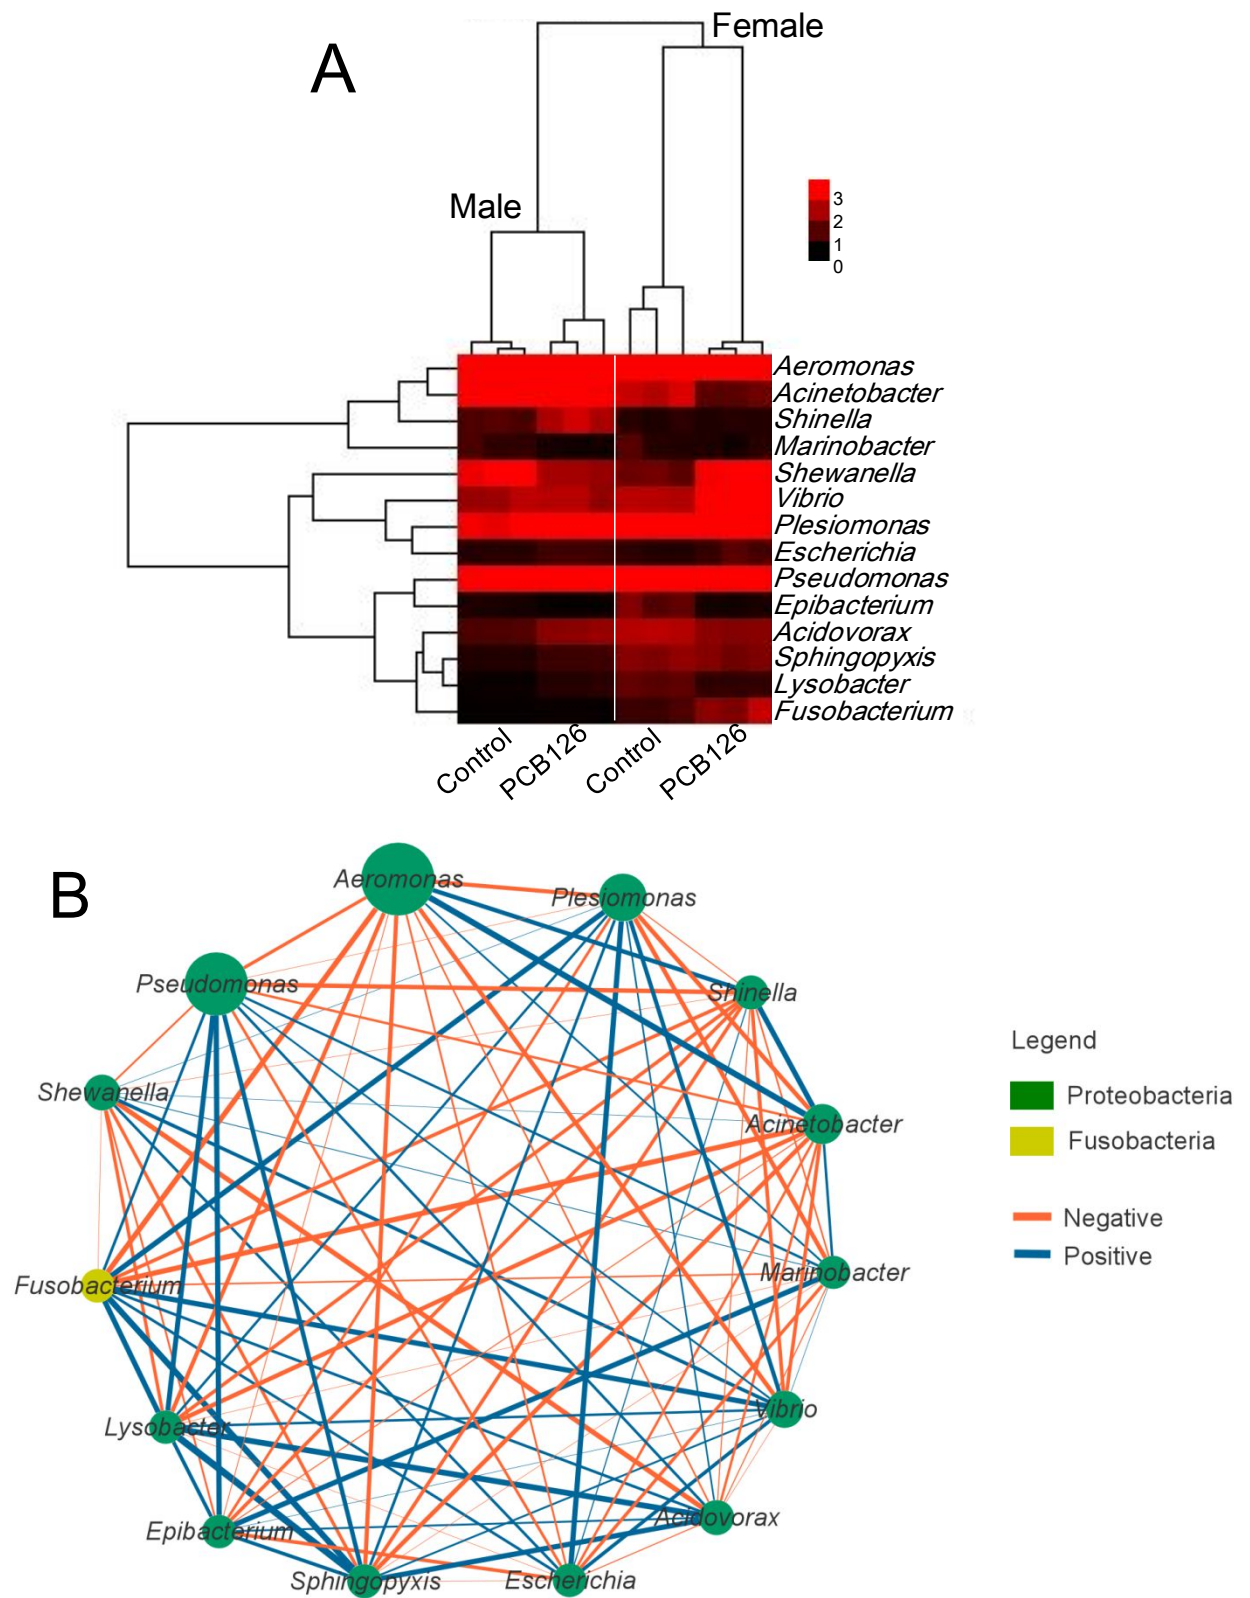 A
Female
Male
3
2
1
0
Aeromonas
Acinetobacter
Shinella
Marinobacter
Shewanella
Vibrio
Plesiomonas
Escherichia
Pseudomonas
Epibacterium
Acidovorax
Sphingopyxis
Lysobacter
Fusobacterium
Control
PCB126
Control
PCB126
B
Aeromonas
Plesiomonas
Pseudomonas
Shinella
Shewanella
Acinetobacter
Fusobacterium
Marinobacter
Lysobacter
Vibrio
Epibacterium
Acidovorax
Sphingopyxis
Escherichia
Legend
Proteobacteria
Fusobacteria
Negative
Positive